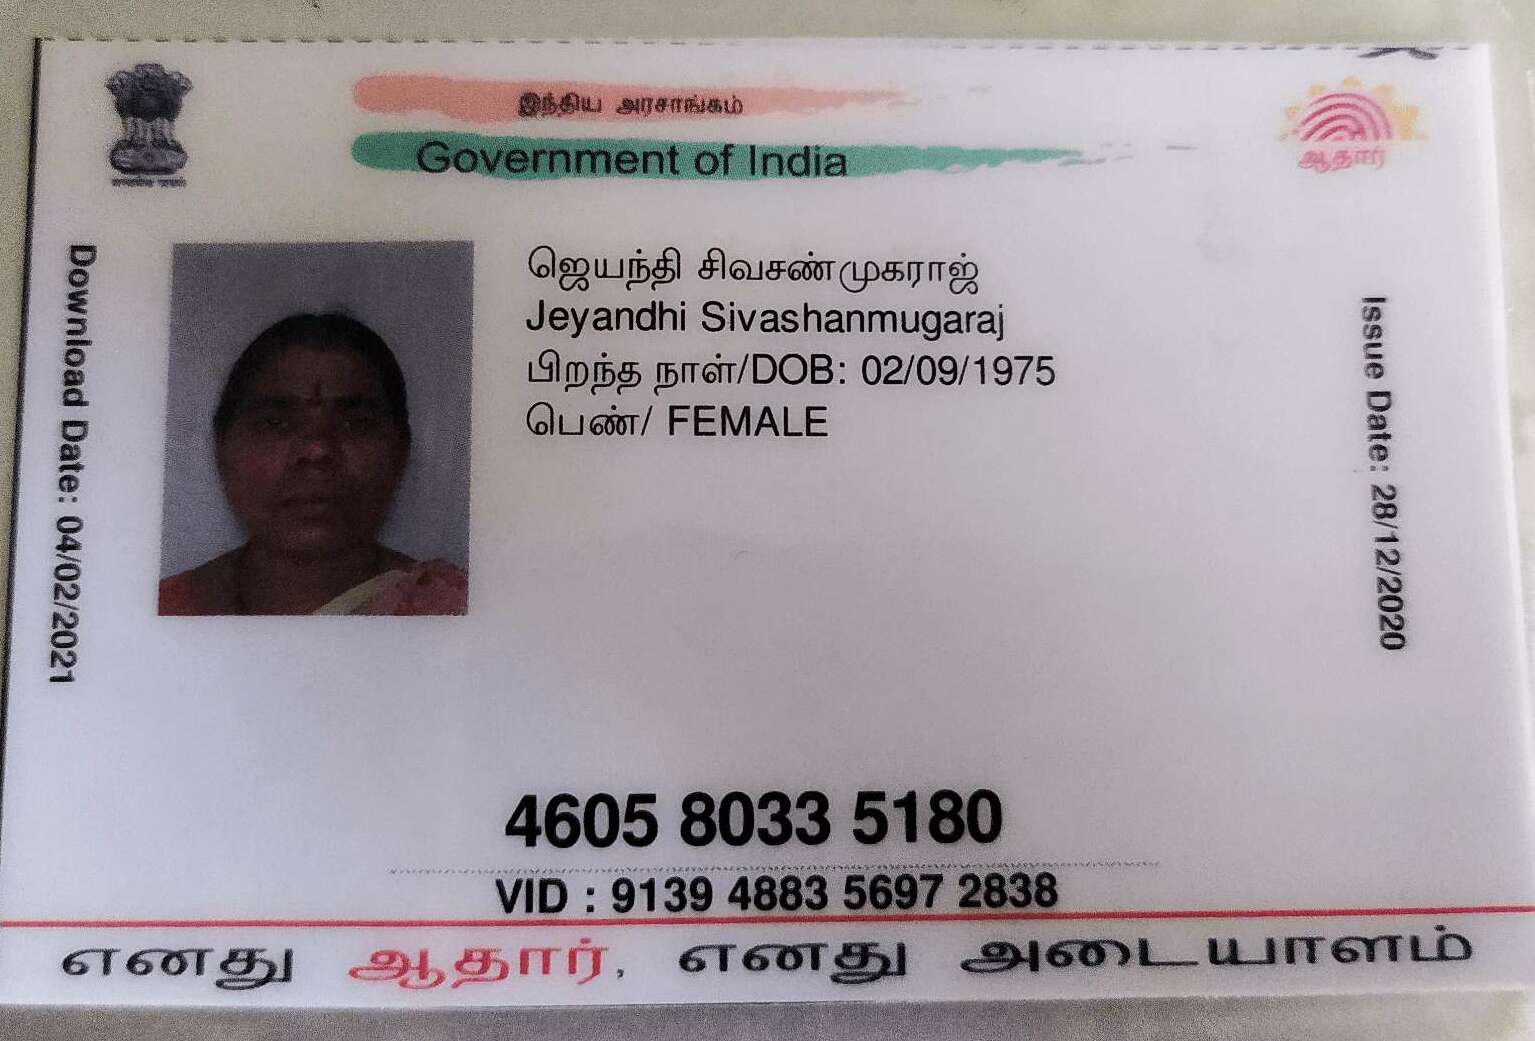 இந்திய அரசாங்கம்
Government of India
ஆதார்
Download Date: 04/02/2021
ஜெயந்தி சிவசண்முகராஜ்
Jeyandhi Sivashanmugaraj
பிறந்த நாள்/DOB: 02/09/1975
பெண்/ FEMALE
Issue Date: 28/12/2020
4605 8033 5180
VID : 9139 4883 5697 2838
எனது ஆதார், எனது அடையாளம்